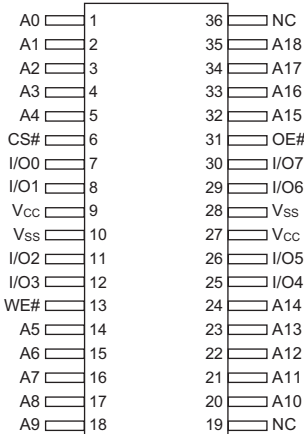 A0 1 36 NC
A1 2 35 A18
A2 3 34 A17
A3 4 33 A16
A4 5 32 A15
CS# 6 31 OE#
I/O0 7 30 I/O7
I/O1 8 29 I/O6
Vcc 9 28 Vss
Vss 10 27 Vcc
I/O2 11 26 I/O5
I/O3 12 25 I/O4
WE# 13 24 A14
A5 14 23 A13
A6 15 22 A12
A7 16 21 A11
A8 17 20 A10
A9 18 19 NC